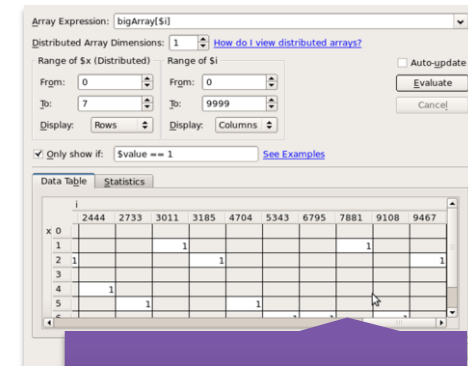 Array Expression: bigArray[$i]
Distributed Array Dimensions: 1 How do I view distributed arrays?
Range of $x (Distributed) Range of $i Auto-update
From: 0 From: 0 Evaluate
To: 7 To: 9999 Cancel
Display: Rows Display: Columns
Only show if: $value == 1 See Examples
Data Table Statistics
i
2444 2733 3011 3185 4704 5343 6795 7881 9108 9467
x 0
1 1 1
2 1 1 1
3
4 1
5 1 1